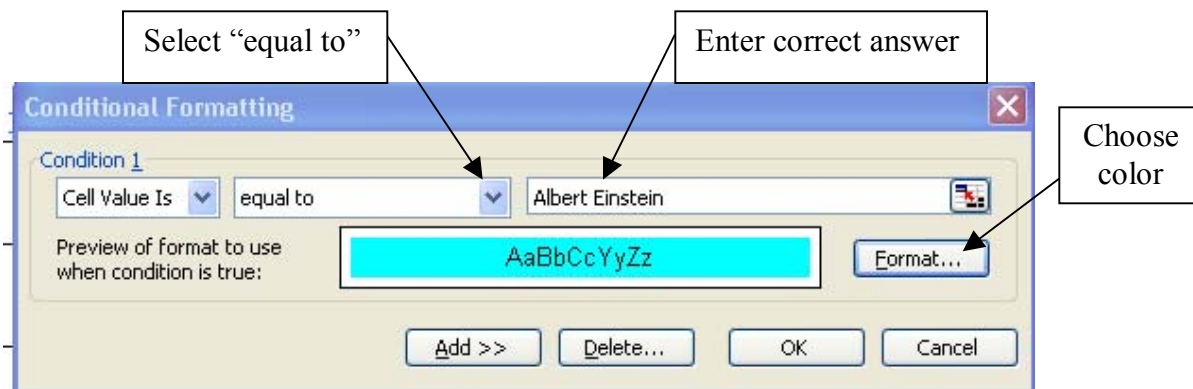 Select “equal to”
Enter correct answer
Conditional Formatting
Choose
color
Condition 1
Cell Value Is
equal to
Albert Einstein
Preview of format to use
when condition is true:
AaBbCcYyZz
Format...
Add >>
Delete...
OK
Cancel